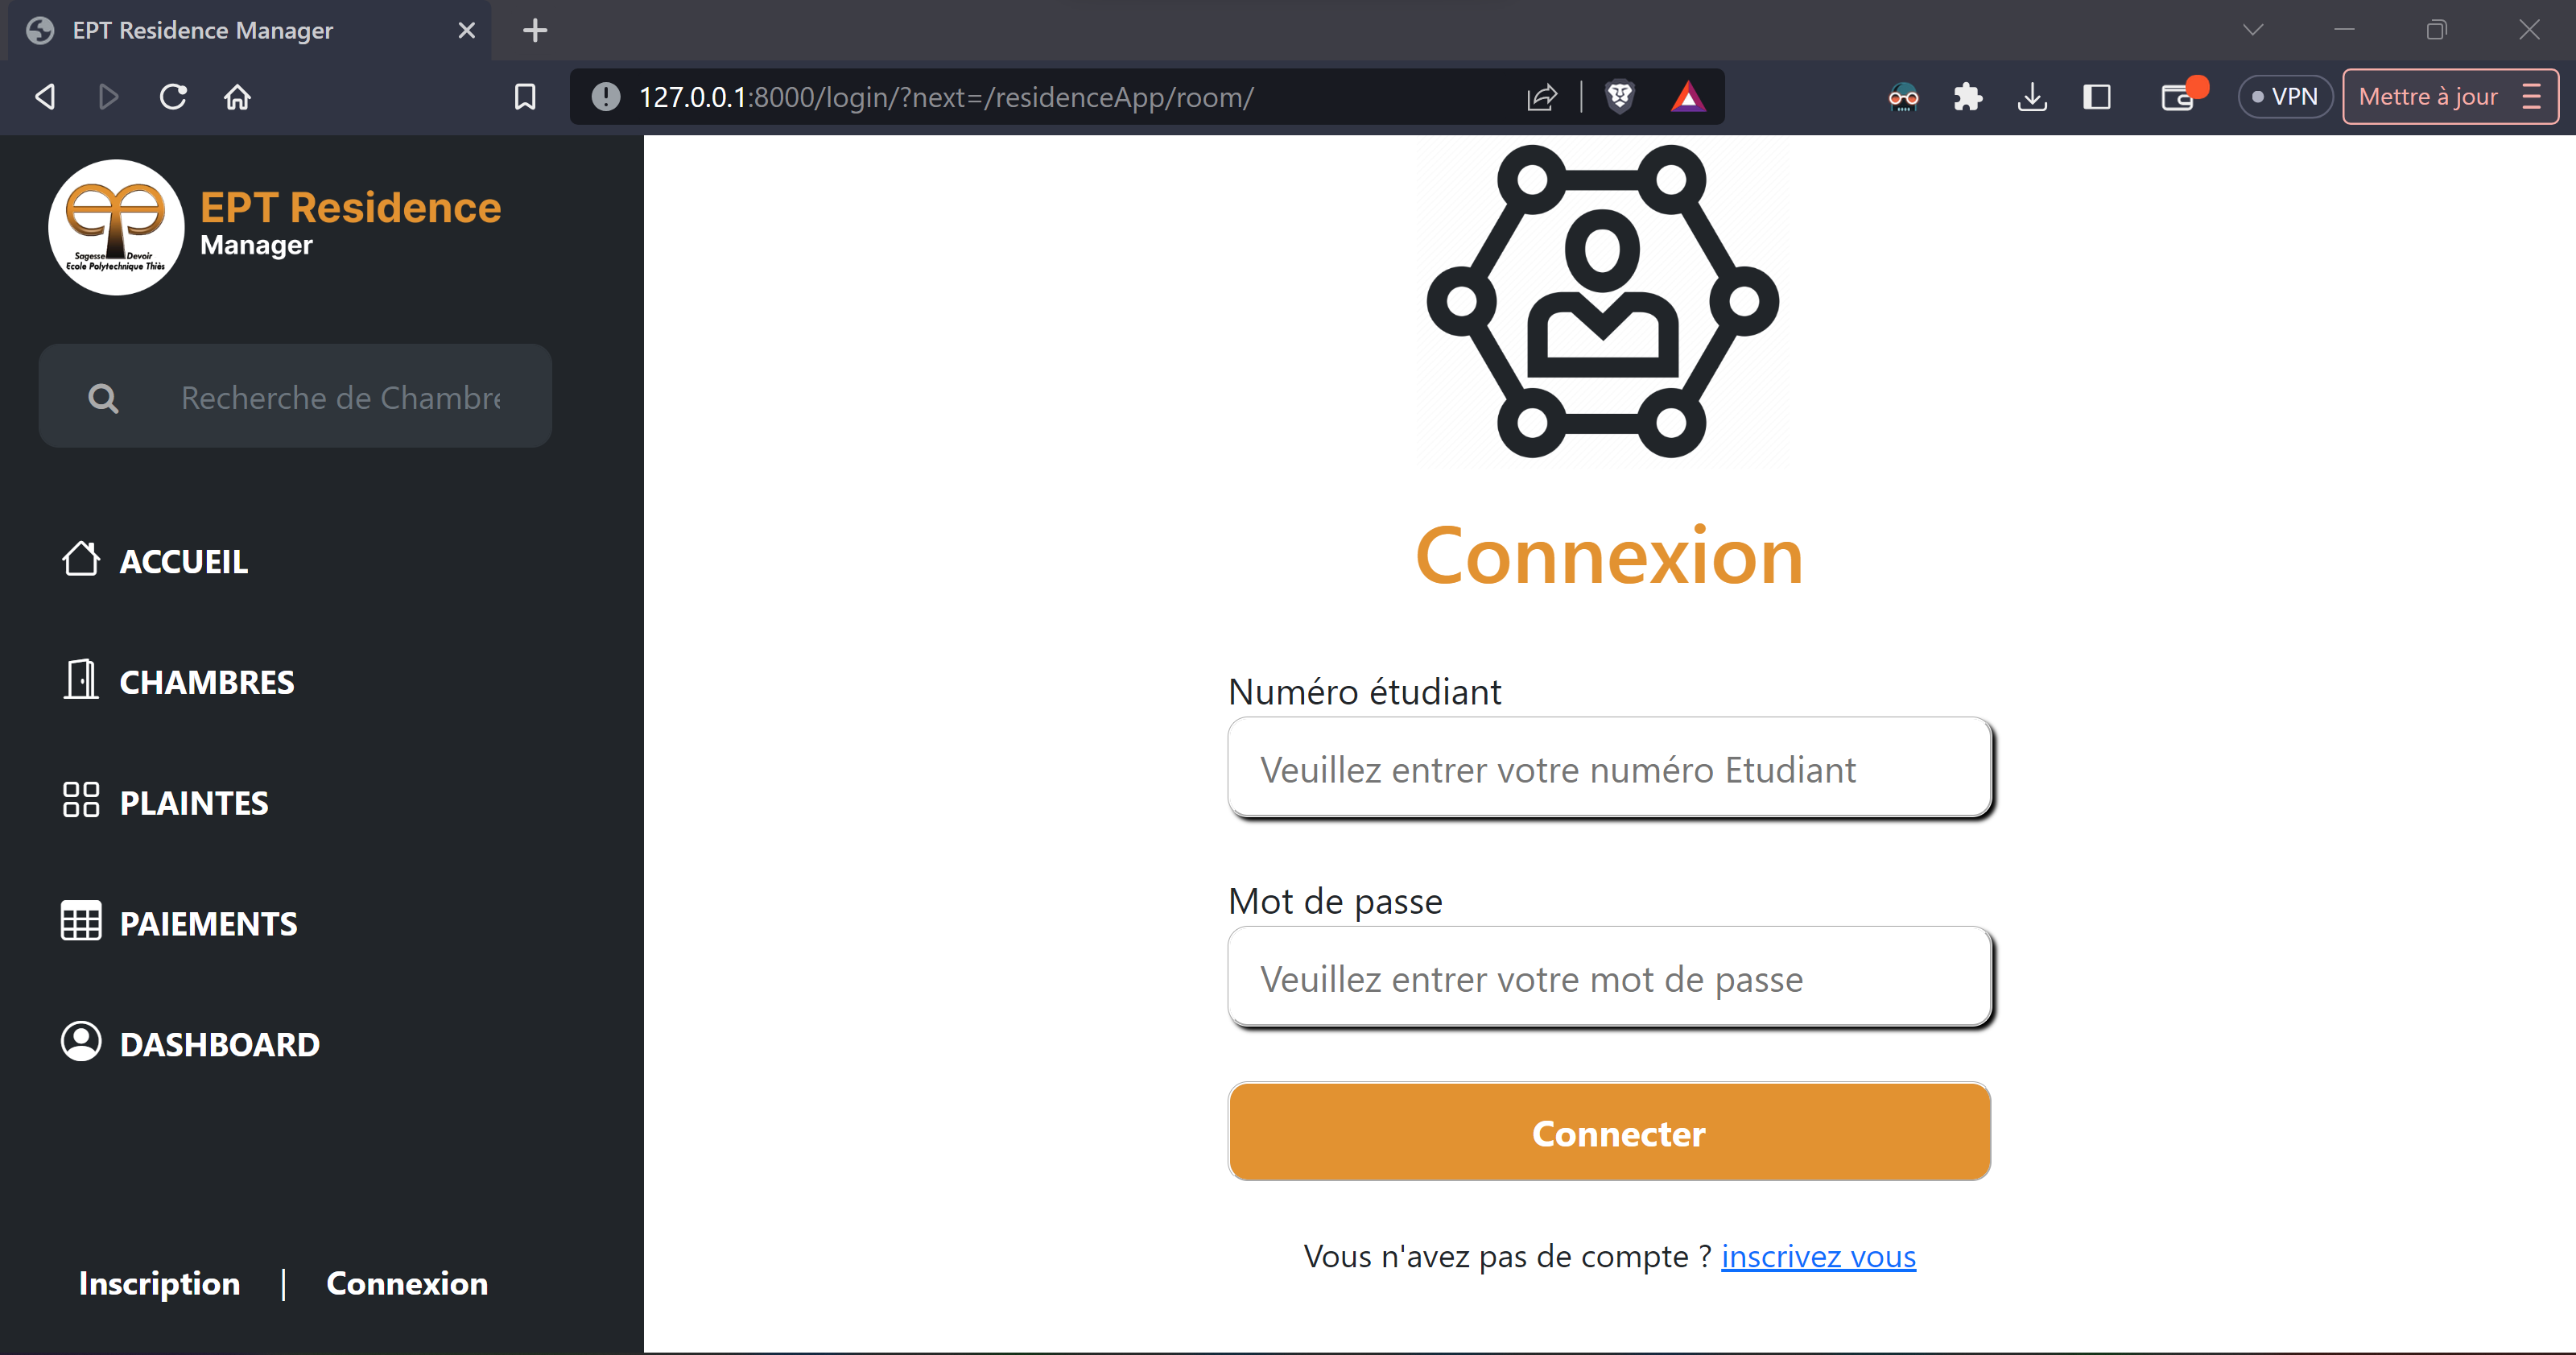 EPT Residence Manager
127.0.0.1:8000/login/?next=/residenceApp/room/
VPN
Mettre à jour
Sagesse Devoir
Ecole Polytechnique Thiès
EPT Residence
Manager
Recherche de Chambre
ACCUEIL
CHAMBRES
PLAINTES
PAIEMENTS
DASHBOARD
Inscription | Connexion
Connexion
Numéro étudiant
Veuillez entrer votre numéro Etudiant
Mot de passe
Veuillez entrer votre mot de passe
Connecter
Vous n'avez pas de compte ? inscrivez vous